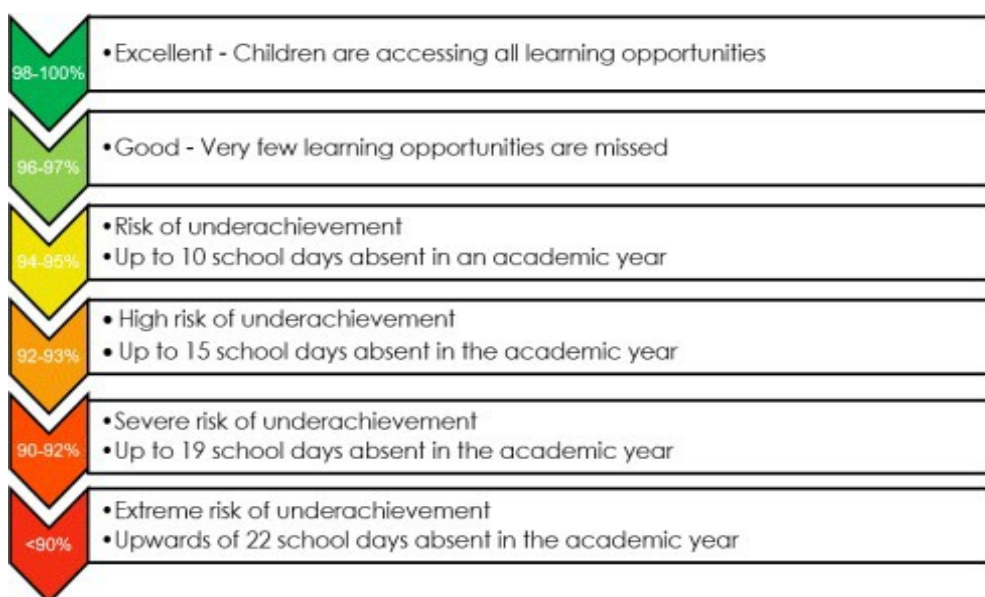 98-100%
•Excellent - Children are accessing all learning opportunities
96-97%
•Good - Very few learning opportunities are missed
94-95%
•Risk of underachievement
•Up to 10 school days absent in an academic year
92-93%
• High risk of underachievement
• Up to 15 school days absent in the academic year
90-92%
•Severe risk of underachievement
•Up to 19 school days absent in the academic year
<90%
•Extreme risk of underachievement
•Upwards of 22 school days absent in the academic year